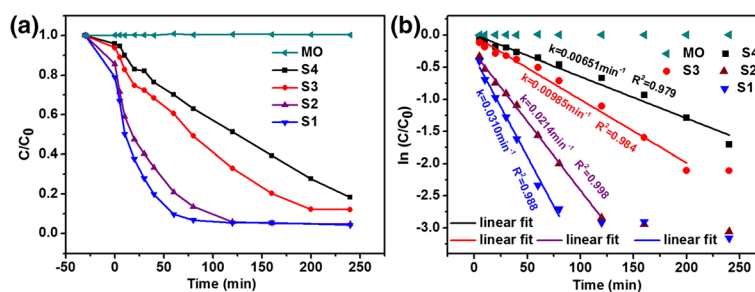 (a)
1.0
0.8
0.6
0.4
0.2
0.0
C/C0
-50
0
50
100
150
200
250
Time (min)
MO
S4
S3
S2
S1
(b)
0.0
-0.5
-1.0
-1.5
-2.0
-2.5
-3.0
ln (C/C0)
0
50
100
150
200
250
Time (min)
MO S4
S3 S2
S1
k=0.00651min⁻¹ R²=0.979
k=0.00985min⁻¹ R²=0.984
k=0.0214min⁻¹ R²=0.998
k=0.0310min⁻¹ R²=0.988
linear fit
linear fit linear fit linear fit